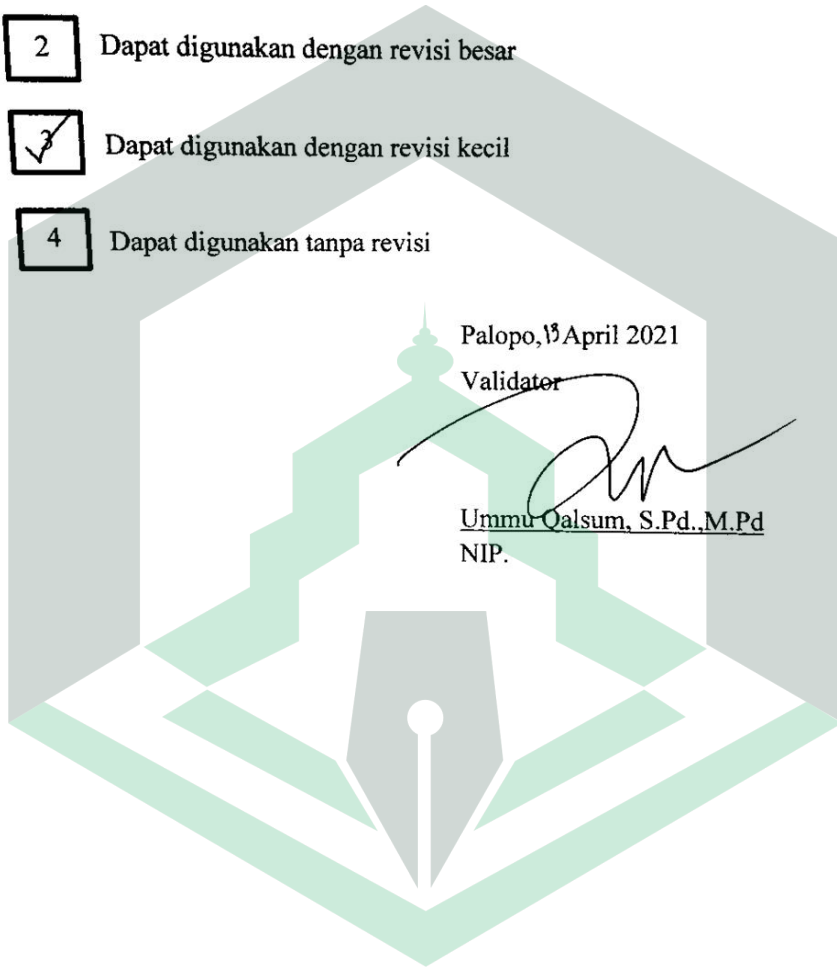 2 Dapat digunakan dengan revisi besar
3 Dapat digunakan dengan revisi kecil
4 Dapat digunakan tanpa revisi
Palopo, 13 April 2021
Validator
Ummu Qalsum, S.Pd.,M.Pd
NIP.